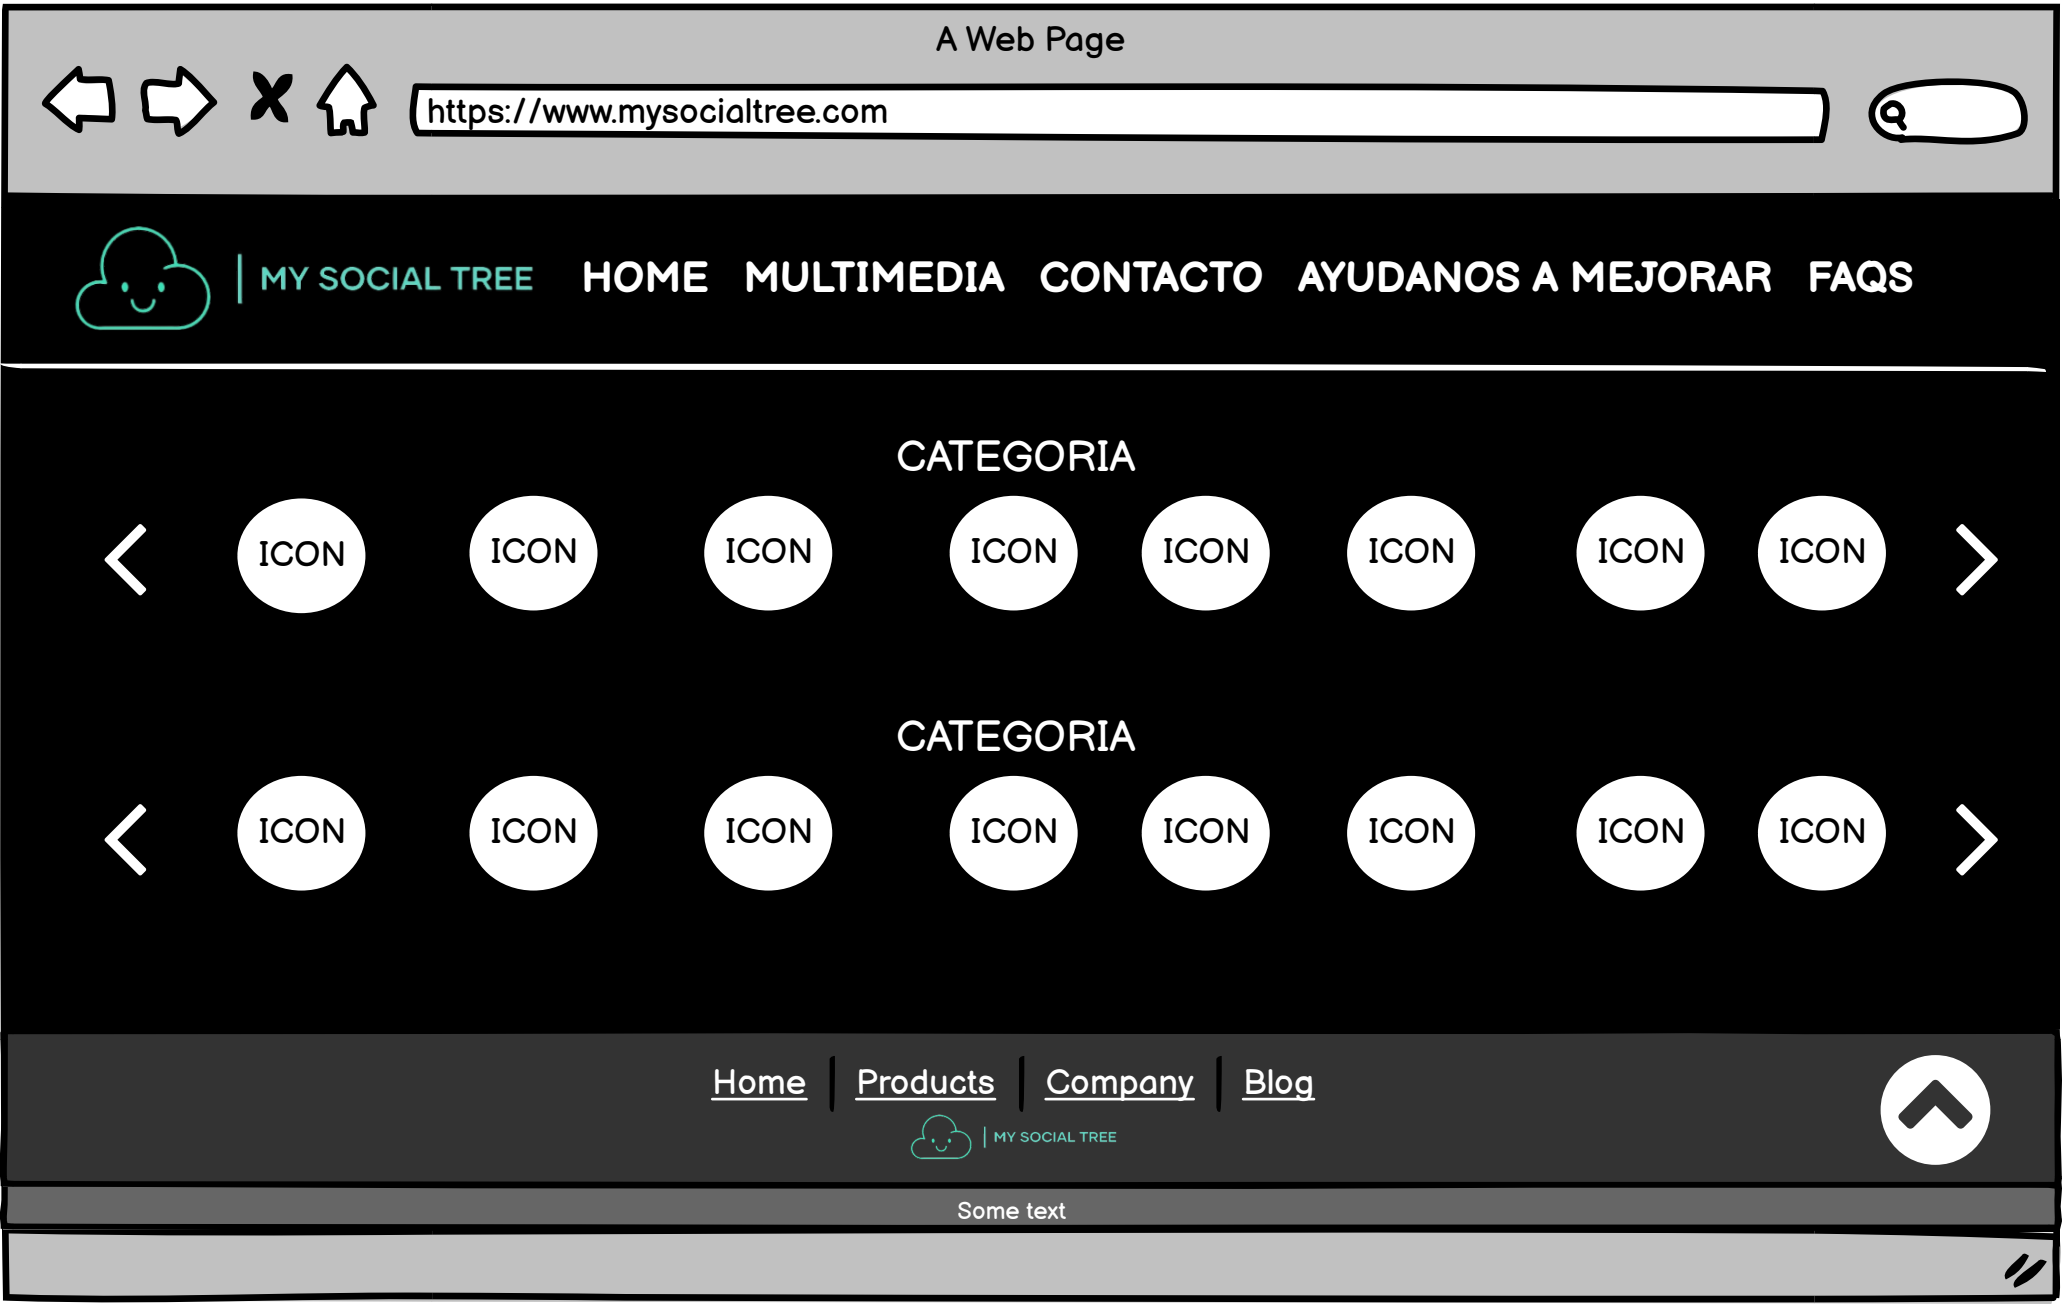 A Web Page
https://www.mysocialtree.com
MY SOCIAL TREE HOME MULTIMEDIA CONTACTO AYUDANOS A MEJORAR FAQS
CATEGORIA
ICON ICON ICON ICON ICON ICON ICON ICON
CATEGORIA
ICON ICON ICON ICON ICON ICON ICON ICON
Home Products Company Blog
MY SOCIAL TREE
Some text